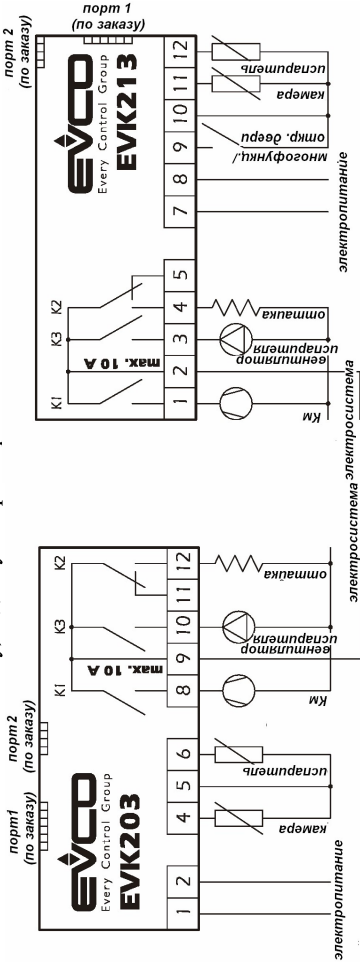 порт 2
(по заказу)
порт 1
(по заказу)
EVCO
Every Control Group
EVK213
12
11
10
9
8
7
5
4
3
2
1
испаритель
камера
откр. двери
многофункц./
электропитание
K2
K3
K1
max. 10 A
оттайка
вентилятор
испарителя
Км
электросистема
электросистема
порт1
(по заказу)
порт 2
(по заказу)
EVCO
Every Control Group
EVK203
12
11
10
9
8
6
5
4
2
1
K2
K3
K1
max. 10 A
оттайка
вентилятор
испарителя
Км
испаритель
камера
электропитание